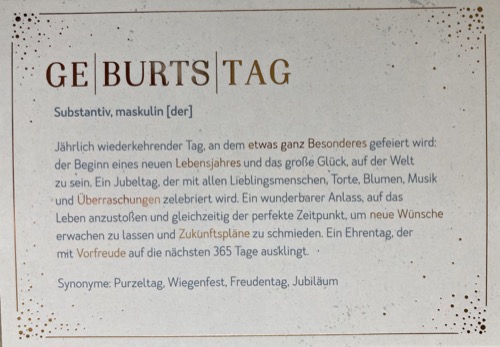 GE|BURTS|TAG
Substantiv, maskulin [der]
Jährlich wiederkehrender Tag, an dem etwas ganz Besonderes gefeiert wird:
der Beginn eines neuen Lebensjahres und das große Glück, auf der Welt
zu sein. Ein Jubeltag, der mit allen Lieblingsmenschen, Torte, Blumen, Musik
und Überraschungen zelebriert wird. Ein wunderbarer Anlass, auf das
Leben anzustoßen und gleichzeitig der perfekte Zeitpunkt, um neue Wünsche
erwachen zu lassen und Zukunftspläne zu schmieden. Ein Ehrentag, der
mit Vorfreude auf die nächsten 365 Tage ausklingt.
Synonyme: Purzeltag, Wiegenfest, Freudentag, Jubiläum